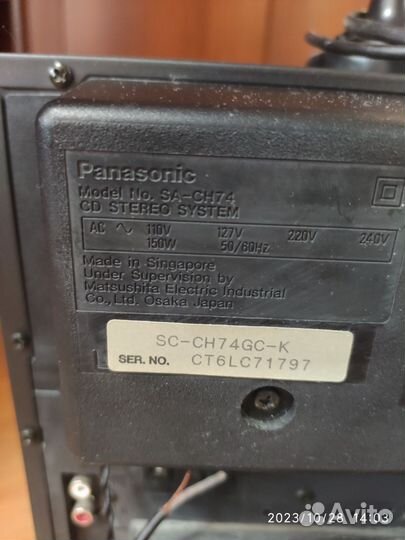 Panasonic
Model No. SA-CH74
CD STEREO SYSTEM
AC ∿ 110V 127V 220V 240V
150W 50/60Hz
Made in Singapore
Under Supervision by
Matsushita Electric Industrial
Co., Ltd. Osaka Japan
SC-CH74GC-K
SER. NO. CT6LC71797
2023/10/28 14:03
Avito